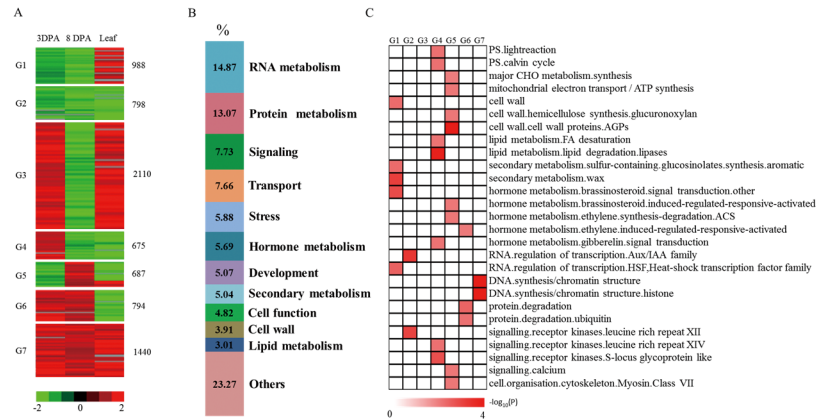 A
3DPA 8 DPA Leaf
G1 988
G2 798
G3 2110
G4 675
G5 687
G6 794
G7 1440
-2 -1 0 1 2
B
%
14.87 RNA metabolism
13.07 Protein metabolism
7.73 Signaling
7.66 Transport
5.88 Stress
5.69 Hormone metabolism
5.07 Development
5.04 Secondary metabolism
4.82 Cell function
3.91 Cell wall
3.01 Lipid metabolism
23.27 Others
C
G1 G2 G3 G4 G5 G6 G7
PS.lightreaction
PS.calvin cycle
major CHO metabolism.synthesis
mitochondrial electron transport / ATP synthesis
cell wall
cell wall.hemicellulose synthesis.glucuronoxylan
cell wall.cell wall proteins.AGPs
lipid metabolism.FA desaturation
lipid metabolism.lipid degradation.lipases
secondary metabolism.sulfur-containing.glucosinolates.synthesis.aromatic
secondary metabolism.wax
hormone metabolism.brassinosteroid.signal transduction.other
hormone metabolism.brassinosteroid.induced-regulated-responsive-activated
hormone metabolism.ethylene.synthesis-degradation.ACS
hormone metabolism.ethylene.induced-regulated-responsive-activated
hormone metabolism.gibberelin.signal transduction
RNA.regulation of transcription.Aux/IAA family
RNA.regulation of transcription.HSF,Heat-shock transcription factor family
DNA.synthesis/chromatin structure
DNA.synthesis/chromatin structure.histone
protein.degradation
protein.degradation.ubiquitin
signalling.receptor kinases.leucine rich repeat XII
signalling.receptor kinases.leucine rich repeat XIV
signalling.receptor kinases.S-locus glycoprotein like
signalling.calcium
cell.organisation.cytoskeleton.Myosin.Class VII
-log10(P)
0 4